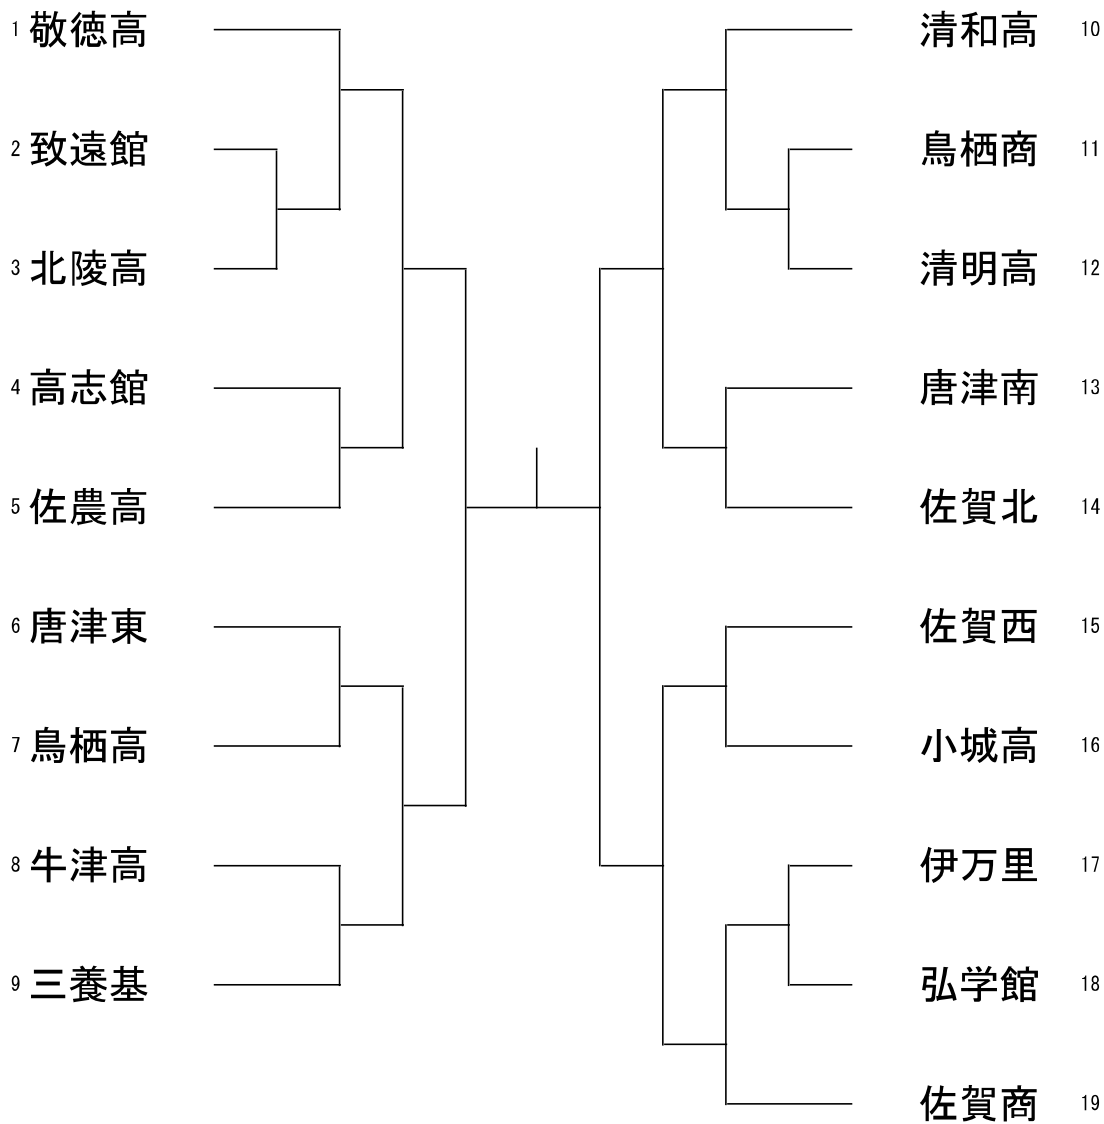 1 敬徳高
2 致遠館
3 北陵高
4 高志館
5 佐農高
6 唐津東
7 鳥栖高
8 牛津高
9 三養基
清和高 10
鳥栖商 11
清明高 12
唐津南 13
佐賀北 14
佐賀西 15
小城高 16
伊万里 17
弘学館 18
佐賀商 19